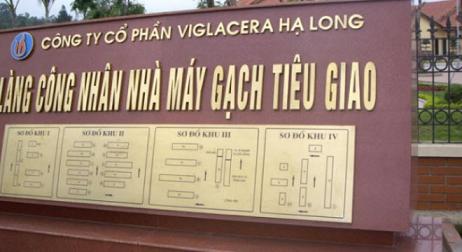 CÔNG TY CỔ PHẦN VIGLACERA HẠ LONG
LÀNG CÔNG NHÂN NHÀ MÁY GẠCH TIÊU GIAO
SƠ ĐỒ KHU I
SƠ ĐỒ KHU II
SƠ ĐỒ KHU III
SƠ ĐỒ KHU IV